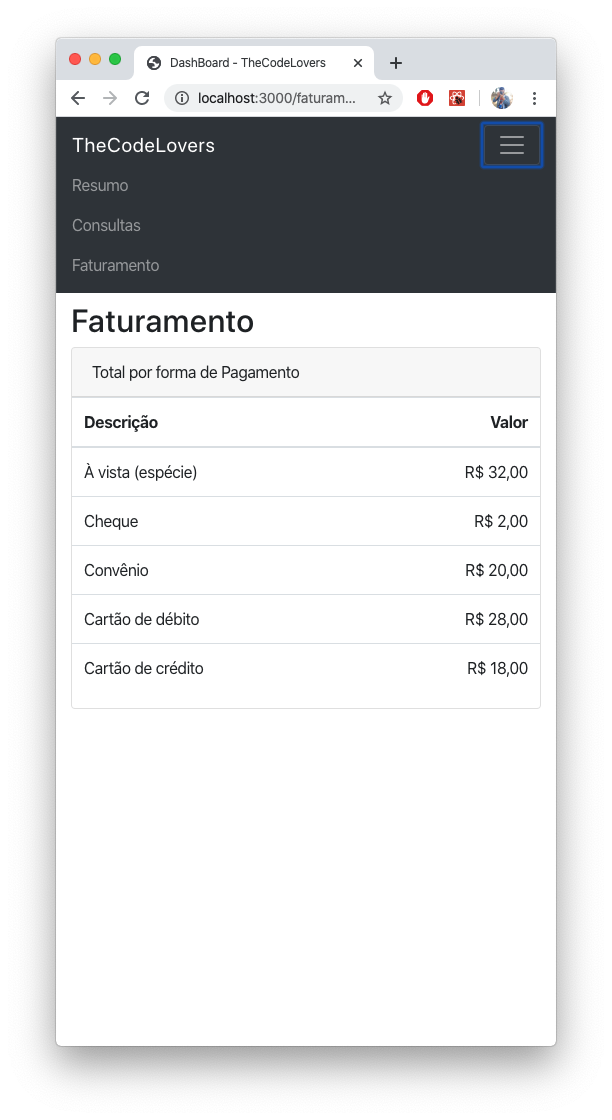 DashBoard - TheCodeLovers
localhost:3000/faturam...
TheCodeLovers
Resumo
Consultas
Faturamento
Faturamento
Total por forma de Pagamento
Descrição Valor
À vista (espécie) R$ 32,00
Cheque R$ 2,00
Convênio R$ 20,00
Cartão de débito R$ 28,00
Cartão de crédito R$ 18,00